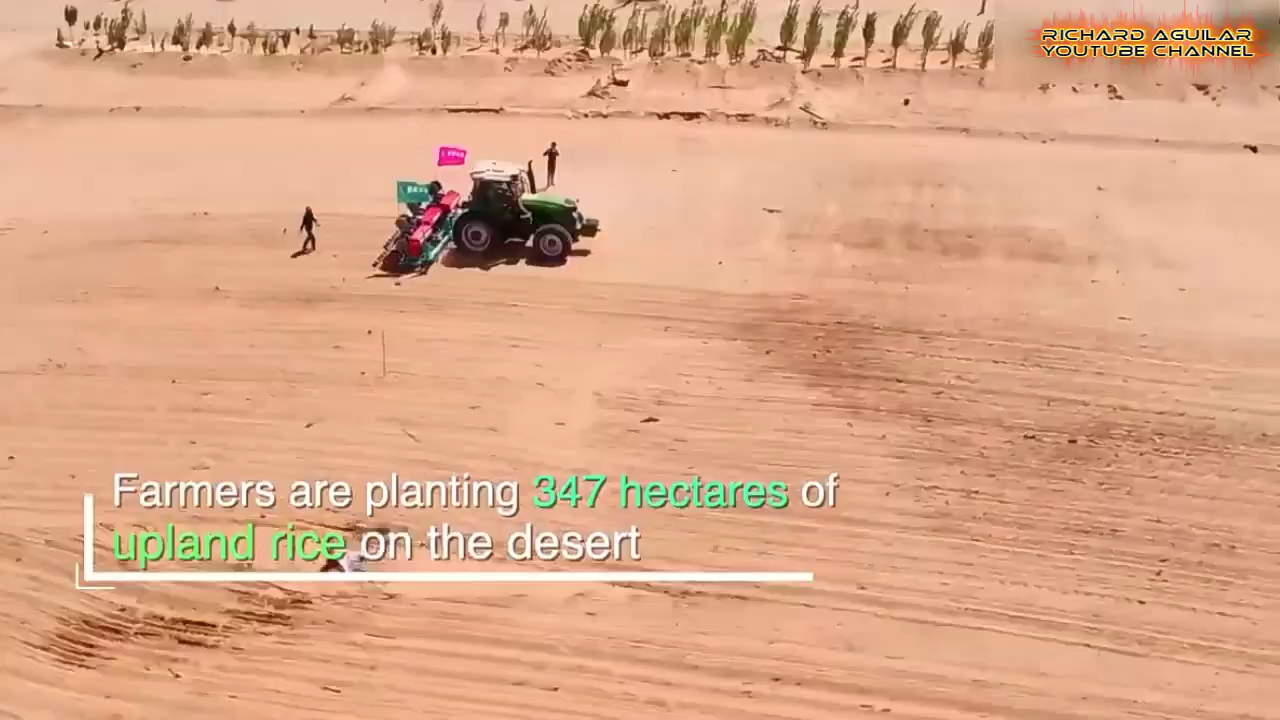 RICHARD AGUILAR
YOUTUBE CHANNEL
Farmers are planting 347 hectares of
upland rice on the desert